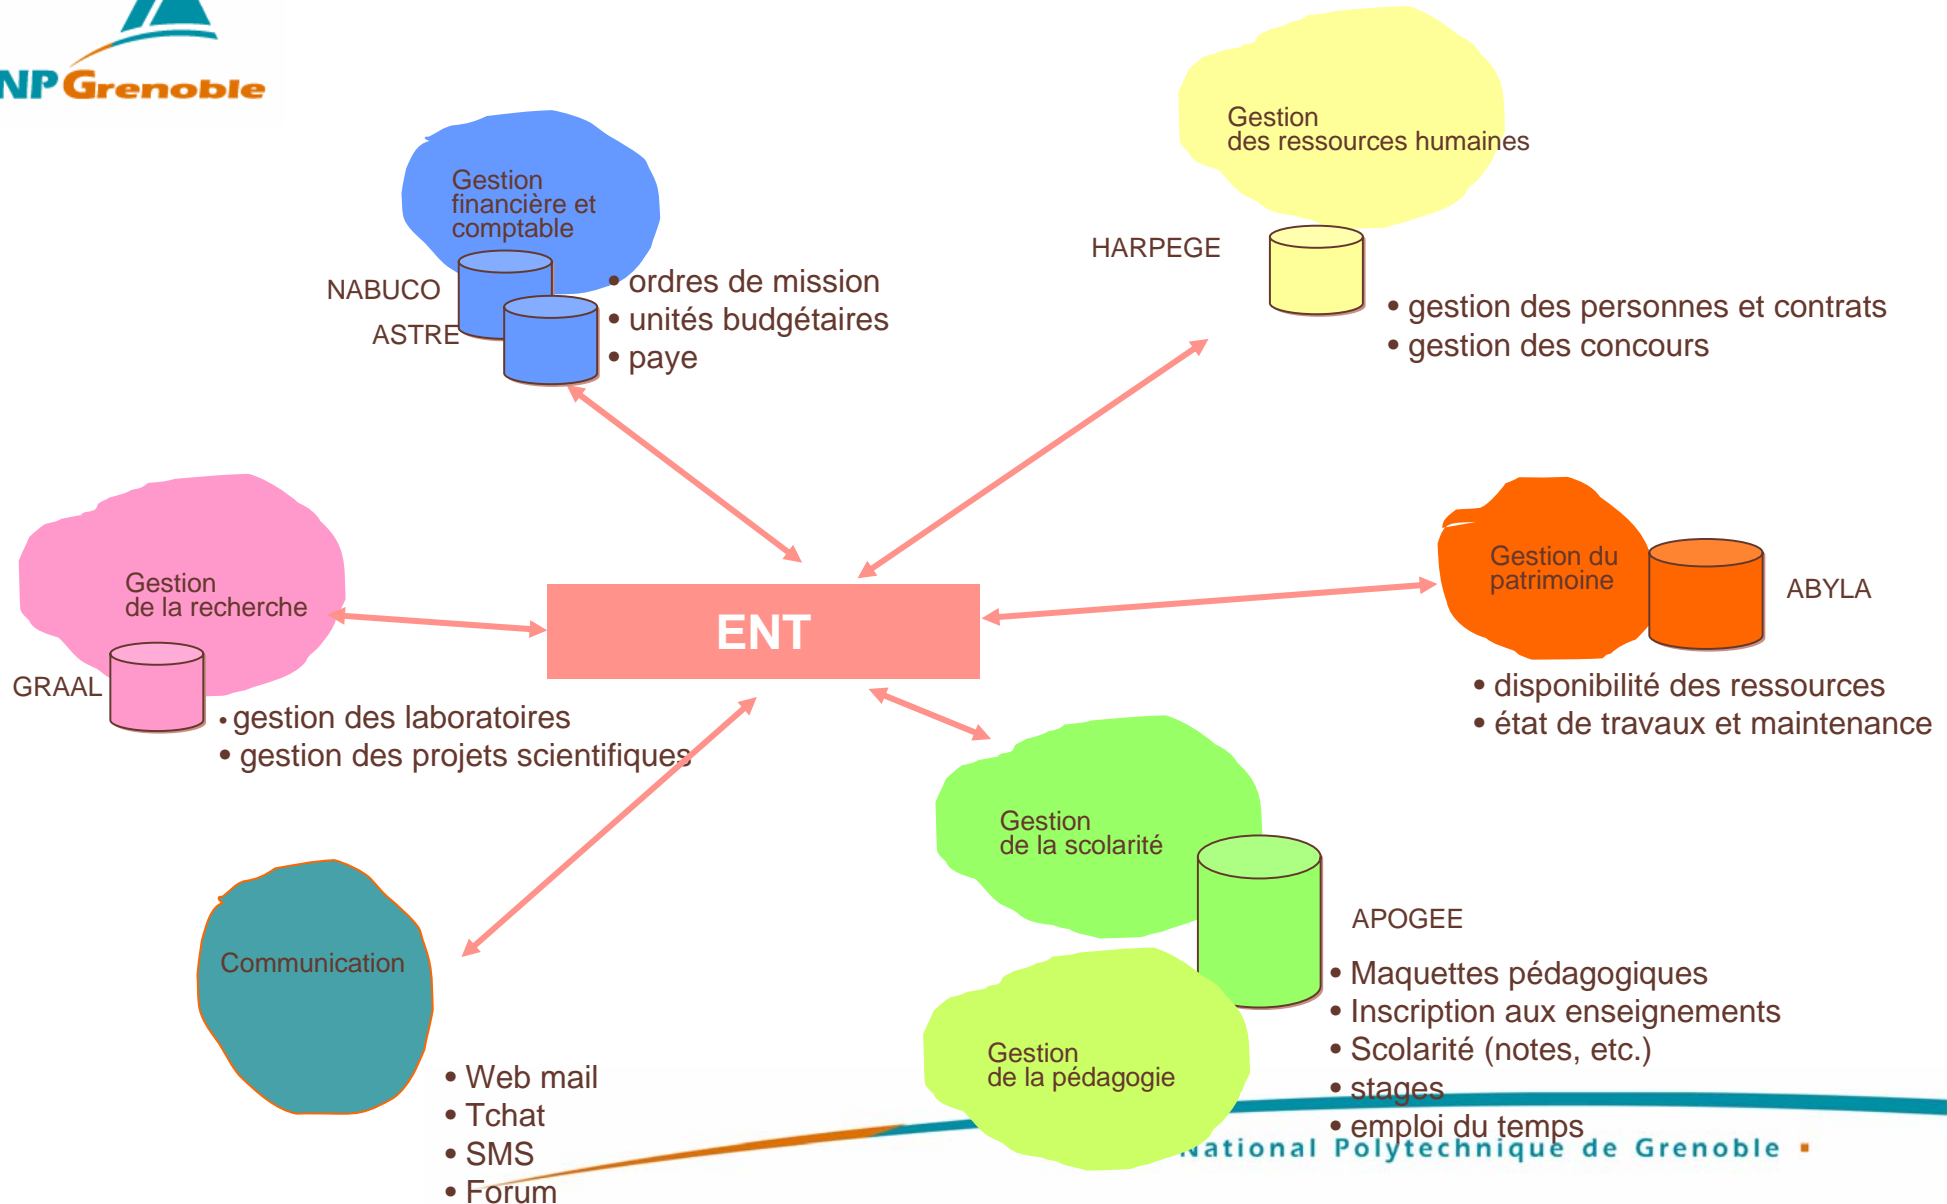 NP Grenoble
Gestion
des ressources humaines
HARPEGE
• gestion des personnes et contrats
• gestion des concours
Gestion
financière et
comptable
NABUCO
ASTRE
• ordres de mission
• unités budgétaires
• paye
Gestion
de la recherche
GRAAL
• gestion des laboratoires
• gestion des projets scientifiques
ENT
Gestion du
patrimoine
ABYLA
• disponibilité des ressources
• état de travaux et maintenance
Gestion
de la scolarité
APOGEE
Gestion
de la pédagogie
• Maquettes pédagogiques
• Inscription aux enseignements
• Scolarité (notes, etc.)
• stages
• emploi du temps
Communication
• Web mail
• Tchat
• SMS
• Forum
National Polytechnique de Grenoble